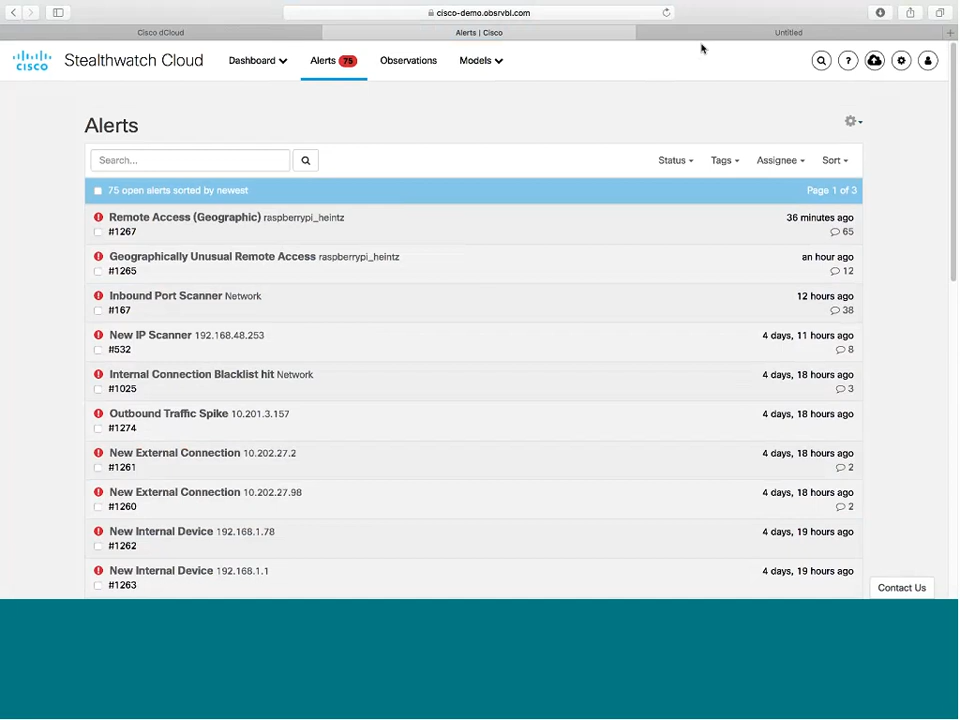 cisco-demo.obsrvbl.com
Cisco dCloud
Alerts | Cisco
Untitled
CISCO
Stealthwatch Cloud
Dashboard
Alerts 75
Observations
Models
?
Alerts
Search...
Status
Tags
Assignee
Sort
75 open alerts sorted by newest
Page 1 of 3
Remote Access (Geographic) raspberrypi_heintz
36 minutes ago
#1267
65
Geographically Unusual Remote Access raspberrypi_heintz
an hour ago
#1265
12
Inbound Port Scanner Network
12 hours ago
#167
38
New IP Scanner 192.168.48.253
4 days, 11 hours ago
#532
8
Internal Connection Blacklist hit Network
4 days, 18 hours ago
#1025
3
Outbound Traffic Spike 10.201.3.157
4 days, 18 hours ago
#1274
New External Connection 10.202.27.2
4 days, 18 hours ago
#1261
2
New External Connection 10.202.27.98
4 days, 18 hours ago
#1260
2
New Internal Device 192.168.1.78
4 days, 19 hours ago
#1262
New Internal Device 192.168.1.1
4 days, 19 hours ago
#1263
Contact Us